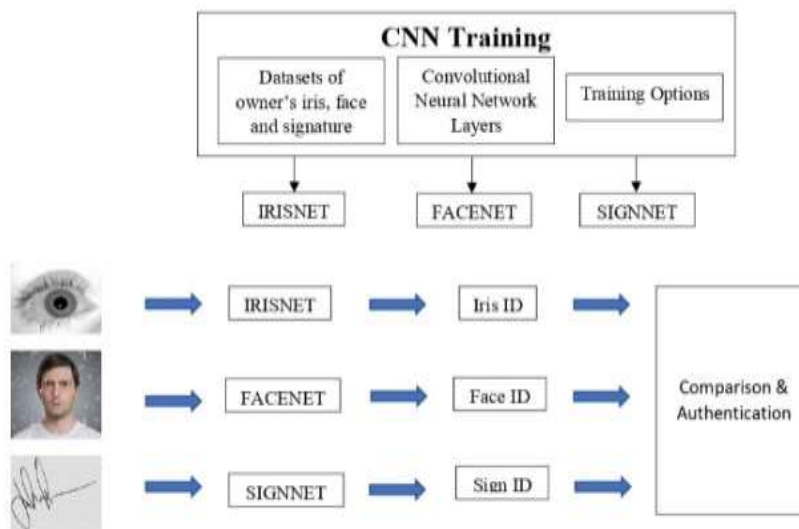 CNN Training
Datasets of
owner's iris, face
and signature
Convolutional
Neural Network
Layers
Training Options
IRISNET
FACENET
SIGNNET
IRISNET
Iris ID
FACENET
Face ID
SIGNNET
Sign ID
Comparison &
Authentication